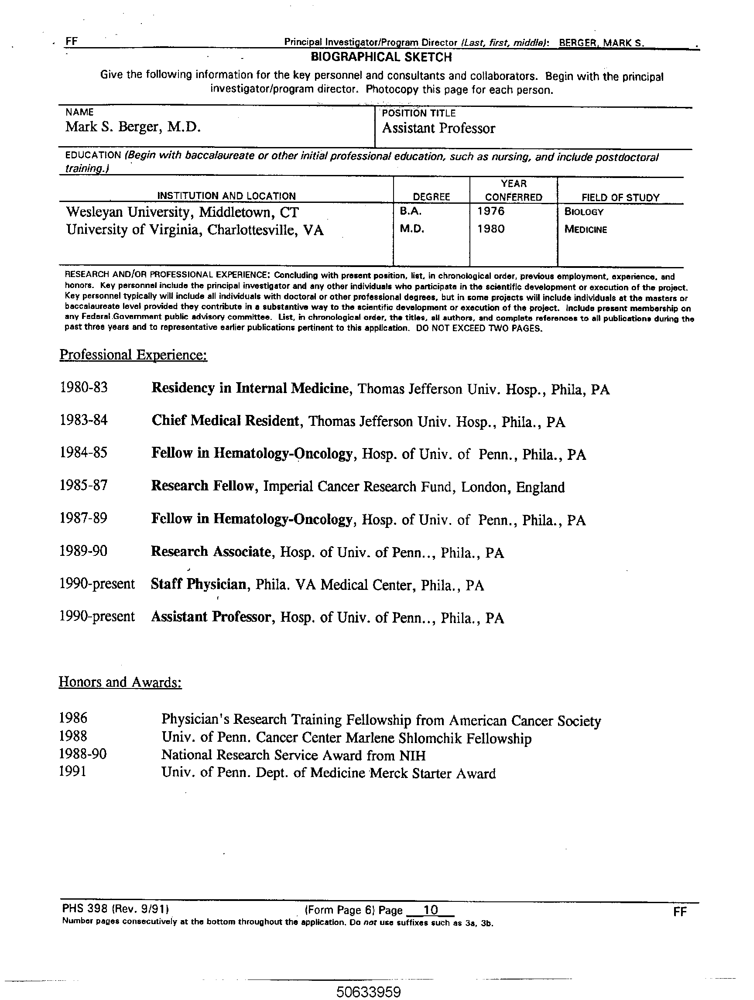 FF
Principal Investigator/Program Director (Last, first, middle): BERGER, MARK S.
BIOGRAPHICAL SKETCH
Give the following information for the key personnel and consultants and collaborators. Begin with the principal
investigator/program director. Photocopy this page for each person.
NAME
POSITION TITLE
Mark S. Berger, M.D.
Assistant Professor
EDUCATION (Begin with baccalaureate or other initial professional education, such as nursing, and include postdoctoral
training.)
INSTITUTION AND LOCATION
DEGREE
YEAR
CONFERRED
FIELD OF STUDY
Wesleyan University, Middletown, CT B.A. 1976 BIOLOGY
University of Virginia, Charlottesville, VA M.D. 1980 MEDICINE
RESEARCH AND/OR PROFESSIONAL EXPERIENCE: Concluding with present position, list, in chronological order, previous employment, experience, and
honors. Key personnel include the principal investigator and any other individuals who participate in the scientific development or execution of the project.
Key personnel typically will include all individuals with doctoral or other professional degrees, but in some projects will include individuals at the masters or
baccalaureate level provided they contribute in a substantive way to the scientific development or execution of the project. Include present membership on
any Federal Government public advisory committee. List, in chronological order, the titles, all authors, and complete references to all publications during the
past three years and to representative earlier publications pertinent to this application. DO NOT EXCEED TWO PAGES.
Professional Experience:
1980-83 Residency in Internal Medicine, Thomas Jefferson Univ. Hosp., Phila, PA
1983-84 Chief Medical Resident, Thomas Jefferson Univ. Hosp., Phila., PA
1984-85 Fellow in Hematology-Oncology, Hosp. of Univ. of Penn., Phila., PA
1985-87 Research Fellow, Imperial Cancer Research Fund, London, England
1987-89 Fellow in Hematology-Oncology, Hosp. of Univ. of Penn., Phila., PA
1989-90 Research Associate, Hosp. of Univ. of Penn.., Phila., PA
1990-present Staff Physician, Phila. VA Medical Center, Phila., PA
1990-present Assistant Professor, Hosp. of Univ. of Penn.., Phila., PA
Honors and Awards:
1986 Physician's Research Training Fellowship from American Cancer Society
1988 Univ. of Penn. Cancer Center Marlene Shlomchik Fellowship
1988-90 National Research Service Award from NIH
1991 Univ. of Penn. Dept. of Medicine Merck Starter Award
PHS 398 (Rev. 9/91) (Form Page 6) Page 10 FF
Number pages consecutively at the bottom throughout the application. Do not use suffixes such as 3a, 3b.
50633959